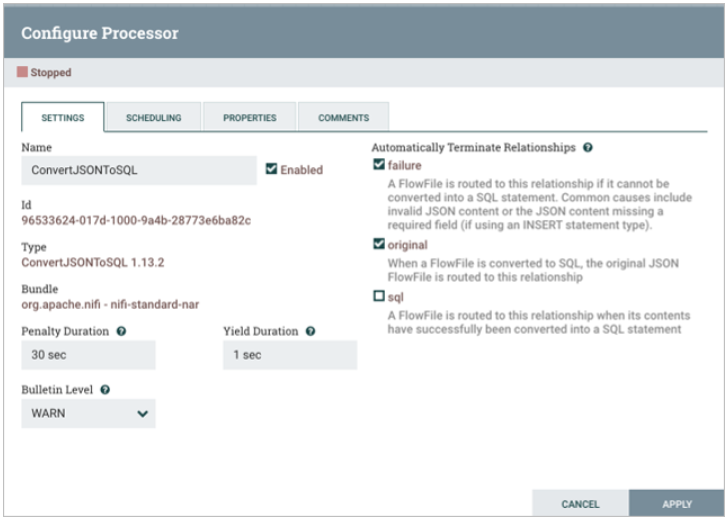 Configure Processor
Stopped
SETTINGS
SCHEDULING
PROPERTIES
COMMENTS
Name
ConvertJSONToSQL
Enabled
Id
96533624-017d-1000-9a4b-28773e6ba82c
Type
ConvertJSONToSQL 1.13.2
Bundle
org.apache.nifi - nifi-standard-nar
Penalty Duration
Yield Duration
30 sec
1 sec
Bulletin Level
WARN
Automatically Terminate Relationships
failure
A FlowFile is routed to this relationship if it cannot be
converted into a SQL statement. Common causes include
invalid JSON content or the JSON content missing a
required field (if using an INSERT statement type).
original
When a FlowFile is converted to SQL, the original JSON
FlowFile is routed to this relationship
sql
A FlowFile is routed to this relationship when its contents
have successfully been converted into a SQL statement
CANCEL
APPLY